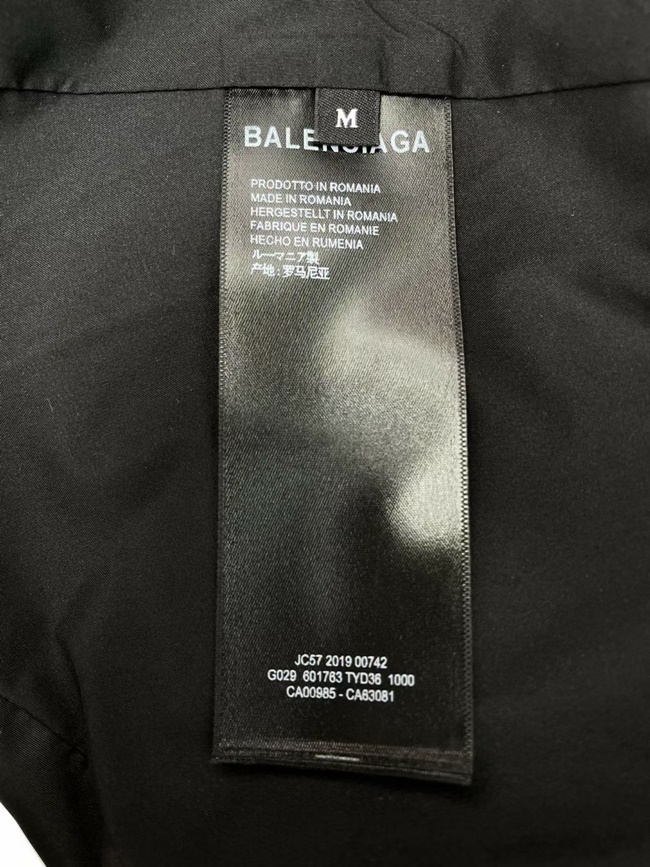 M
BALENCIAGA
PRODOTTO IN ROMANIA
MADE IN ROMANIA
HERGESTELLT IN ROMANIA
FABRIQUE EN ROMANIE
HECHO EN RUMENIA
ルーマニア製
产地:罗马尼亚
JC57 2019 00742
G029 601763 TYD36 1000
CA00985 - CA63081